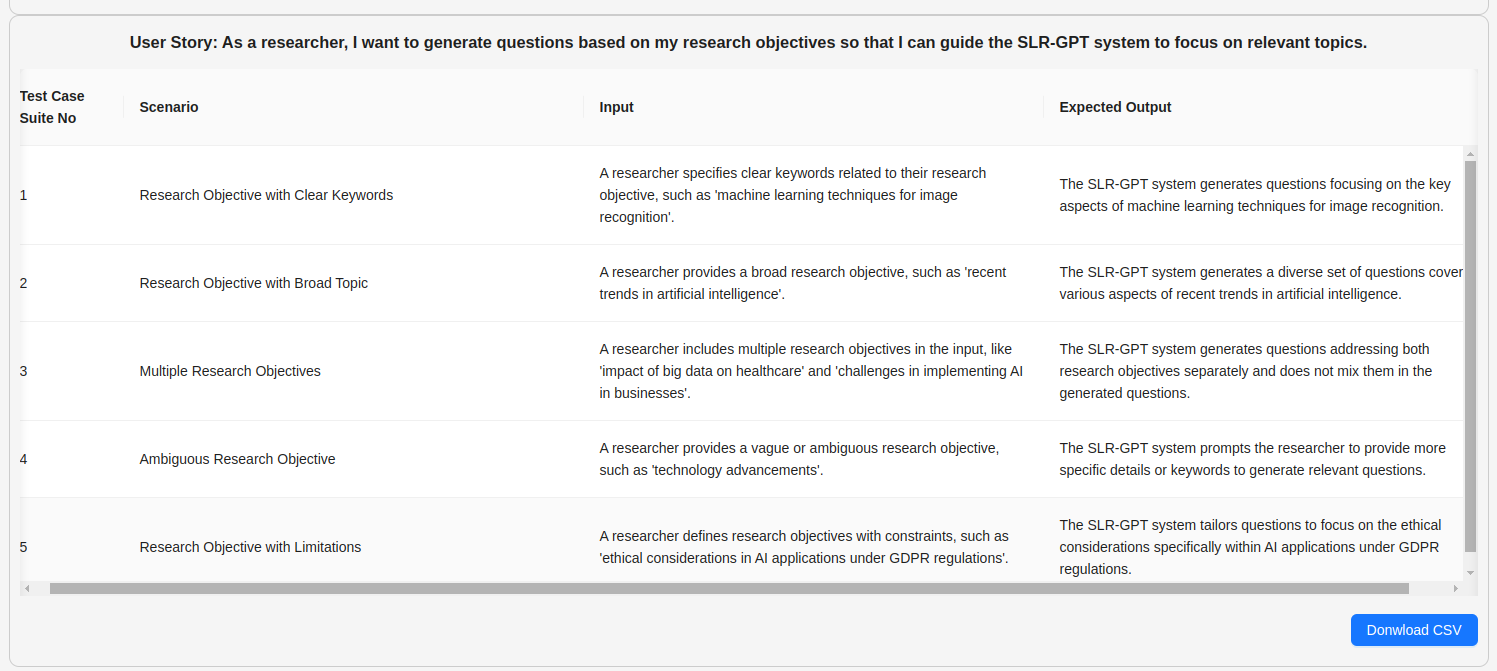 User Story: As a researcher, I want to generate questions based on my research objectives so that I can guide the SLR-GPT system to focus on relevant topics.
Test Case
Suite No
Scenario
Input
Expected Output
1
Research Objective with Clear Keywords
A researcher specifies clear keywords related to their research
objective, such as 'machine learning techniques for image
recognition'.
The SLR-GPT system generates questions focusing on the key
aspects of machine learning techniques for image recognition.
2
Research Objective with Broad Topic
A researcher provides a broad research objective, such as 'recent
trends in artificial intelligence'.
The SLR-GPT system generates a diverse set of questions cover
various aspects of recent trends in artificial intelligence.
3
Multiple Research Objectives
A researcher includes multiple research objectives in the input, like
'impact of big data on healthcare' and 'challenges in implementing AI
in businesses'.
The SLR-GPT system generates questions addressing both
research objectives separately and does not mix them in the
generated questions.
4
Ambiguous Research Objective
A researcher provides a vague or ambiguous research objective,
such as 'technology advancements'.
The SLR-GPT system prompts the researcher to provide more
specific details or keywords to generate relevant questions.
5
Research Objective with Limitations
A researcher defines research objectives with constraints, such as
'ethical considerations in AI applications under GDPR regulations'.
The SLR-GPT system tailors questions to focus on the ethical
considerations specifically within AI applications under GDPR
regulations.
Donwload CSV